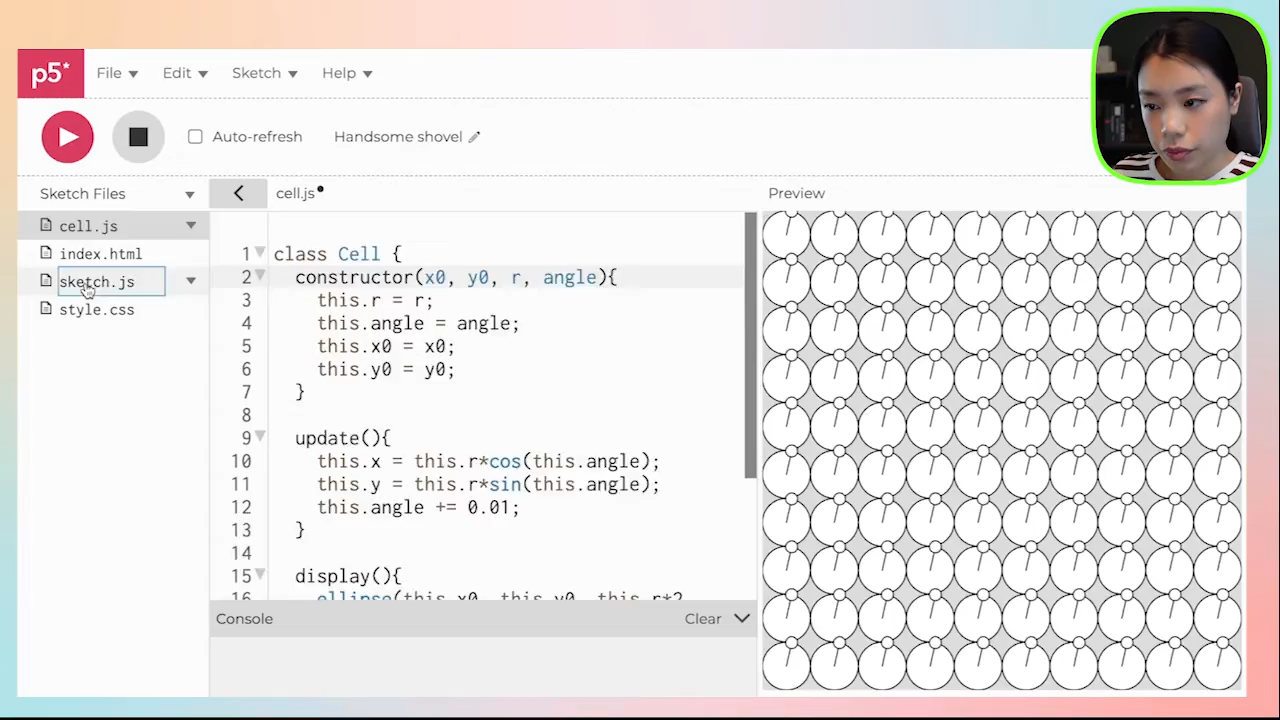 p5*
File Edit Sketch Help
Auto-refresh Handsome shovel
Sketch Files
cell.js
index.html
sketch.js
style.css
cell.js
1 class Cell {
2 constructor(x0, y0, r, angle){
3 this.r = r;
4 this.angle = angle;
5 this.x0 = x0;
6 this.y0 = y0;
7 }
8
9 update(){
10 this.x = this.r*cos(this.angle);
11 this.y = this.r*sin(this.angle);
12 this.angle += 0.01;
13 }
14
15 display(){
16 ellipse(this.x0, this.y0, this.r*2
Console Clear
Preview